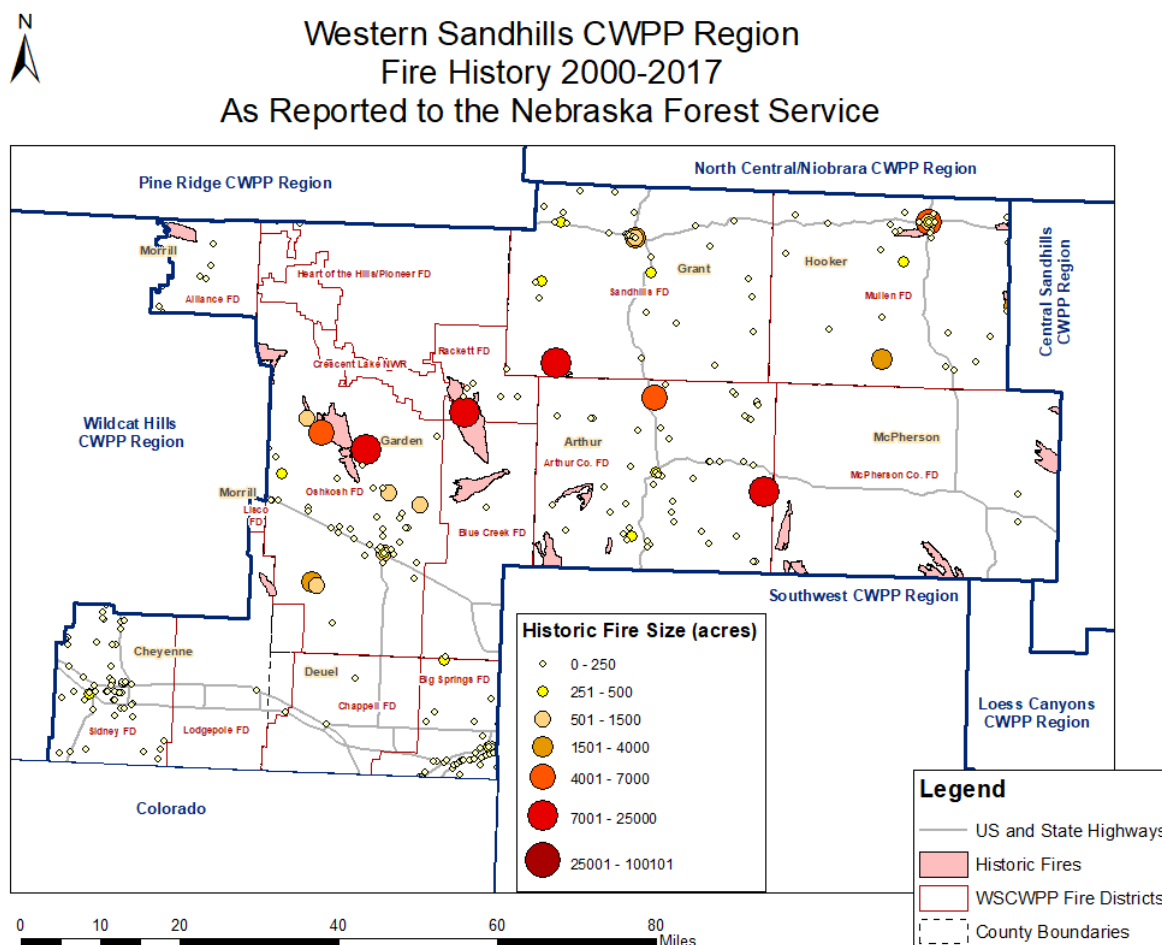 N
Western Sandhills CWPP Region
Fire History 2000-2017
As Reported to the Nebraska Forest Service
Pine Ridge CWPP Region
North Central/Niobrara CWPP Region
Morrill
Alliance FD
Heart of the Hills/Pioneer FD
Grant
Sandhills FD
Hooker
Mullen FD
Central Sandhills
CWPP Region
Crescent Lake NWR
Rackett FD
Wildcat Hills
CWPP Region
Garden
Arthur
Arthur Co. FD
McPherson
McPherson Co. FD
Morrill
Lisco
FD
Oshkosh FD
Blue Creek FD
Southwest CWPP Region
Cheyenne
Deuel
Big Springs FD
Chappell FD
Sidney FD
Lodgepole FD
Loess Canyons
CWPP Region
Colorado
Historic Fire Size (acres)
0 - 250
251 - 500
501 - 1500
1501 - 4000
4001 - 7000
7001 - 25000
25001 - 100101
Legend
US and State Highways
Historic Fires
WSCWPP Fire Districts
County Boundaries
0 10 20 40 60 80
Miles